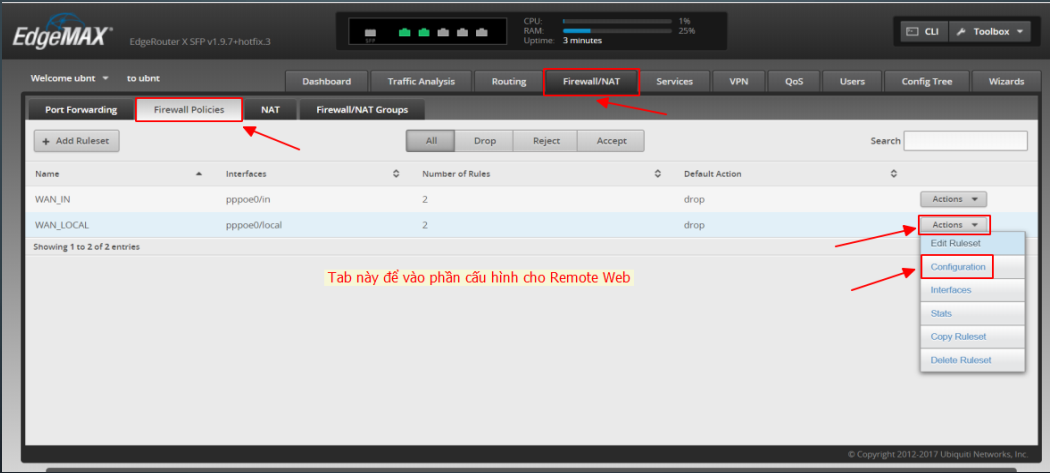 EdgeMAX
EdgeRouter X SFP v1.9.7+hotfix.3
SFP
CPU: 1%
RAM: 25%
Uptime: 3 minutes
CLI
Toolbox
Welcome ubnt to ubnt
Dashboard Traffic Analysis Routing Firewall/NAT Services VPN QoS Users Config Tree Wizards
Port Forwarding Firewall Policies NAT Firewall/NAT Groups
+ Add Ruleset All Drop Reject Accept Search
Name Interfaces Number of Rules Default Action
WAN_IN pppoe0/in 2 drop Actions
WAN_LOCAL pppoe0/local 2 drop Actions
Showing 1 to 2 of 2 entries
Edit Ruleset
Configuration
Tab này để vào phần cấu hình cho Remote Web
Interfaces
Stats
Copy Ruleset
Delete Ruleset
© Copyright 2012-2017 Ubiquiti Networks, Inc.